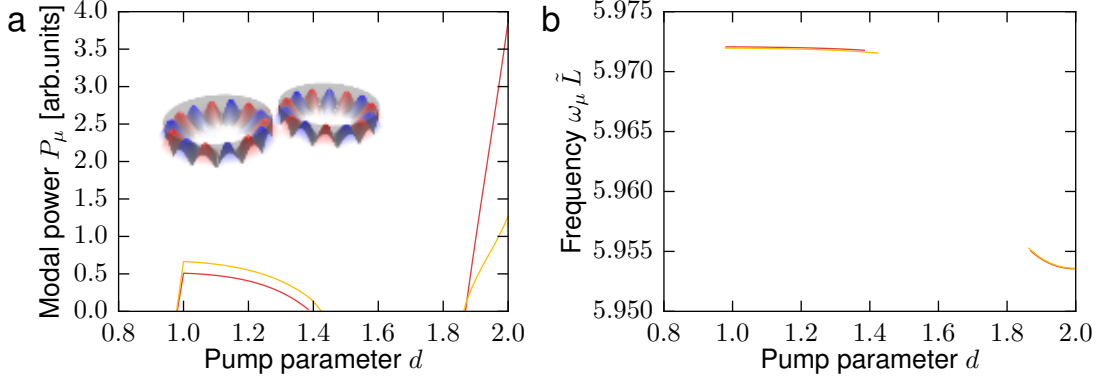 a
Modal power P_μ [arb.units]
4.0
3.5
3.0
2.5
2.0
1.5
1.0
0.5
0.0
0.8 1.0 1.2 1.4 1.6 1.8 2.0
Pump parameter d
b
Frequency ω_μ L̃
5.975
5.970
5.965
5.960
5.955
5.950
0.8 1.0 1.2 1.4 1.6 1.8 2.0
Pump parameter d